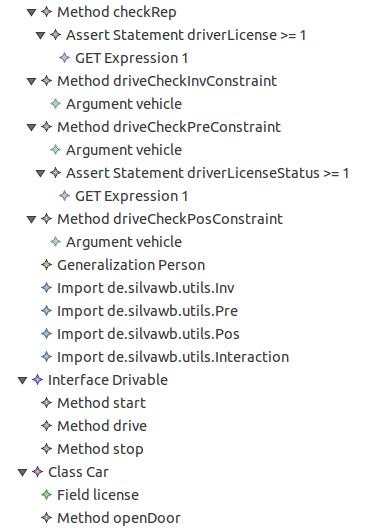 Method checkRep
Assert Statement driverLicense >= 1
GET Expression 1
Method driveCheckInvConstraint
Argument vehicle
Method driveCheckPreConstraint
Argument vehicle
Assert Statement driverLicenseStatus >= 1
GET Expression 1
Method driveCheckPosConstraint
Argument vehicle
Generalization Person
Import de.silvawb.utils.Inv
Import de.silvawb.utils.Pre
Import de.silvawb.utils.Pos
Import de.silvawb.utils.Interaction
Interface Drivable
Method start
Method drive
Method stop
Class Car
Field license
Method openDoor